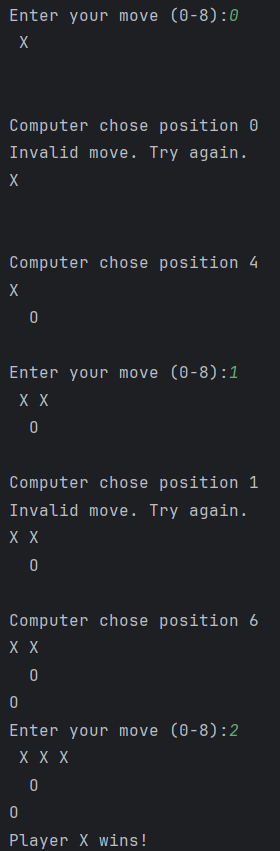 Enter your move (0-8):0
 X
Computer chose position 0
Invalid move. Try again.
X
Computer chose position 4
X
  O
Enter your move (0-8):1
 X X
  O
Computer chose position 1
Invalid move. Try again.
X X
  O
Computer chose position 6
X X
  O
O
Enter your move (0-8):2
 X X X
  O
O
Player X wins!